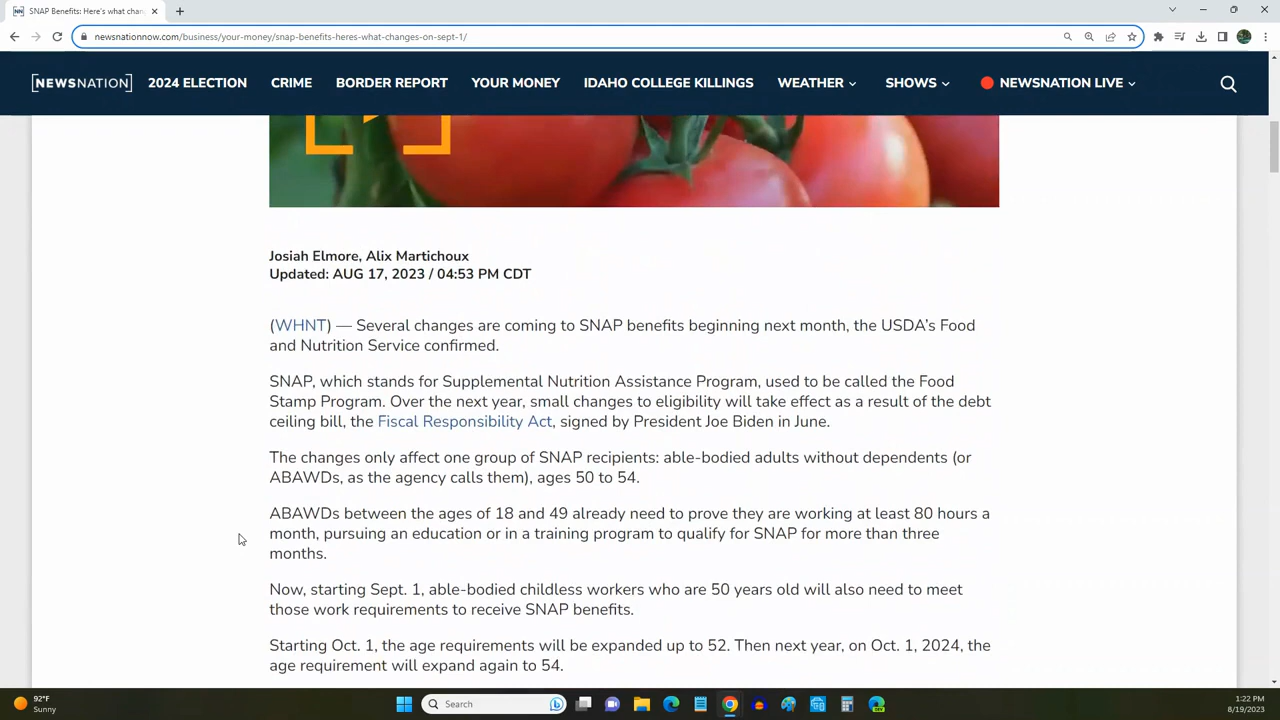 SNAP Benefits: Here's what chan
newsnationnow.com/business/your-money/snap-benefits-heres-what-changes-on-sept-1/
NEWSNATION 2024 ELECTION CRIME BORDER REPORT YOUR MONEY IDAHO COLLEGE KILLINGS WEATHER SHOWS NEWSNATION LIVE
Josiah Elmore, Alix Martichoux
Updated: AUG 17, 2023 / 04:53 PM CDT
(WHNT) — Several changes are coming to SNAP benefits beginning next month, the USDA's Food
and Nutrition Service confirmed.
SNAP, which stands for Supplemental Nutrition Assistance Program, used to be called the Food
Stamp Program. Over the next year, small changes to eligibility will take effect as a result of the debt
ceiling bill, the Fiscal Responsibility Act, signed by President Joe Biden in June.
The changes only affect one group of SNAP recipients: able-bodied adults without dependents (or
ABAWDs, as the agency calls them), ages 50 to 54.
ABAWDs between the ages of 18 and 49 already need to prove they are working at least 80 hours a
month, pursuing an education or in a training program to qualify for SNAP for more than three
months.
Now, starting Sept. 1, able-bodied childless workers who are 50 years old will also need to meet
those work requirements to receive SNAP benefits.
Starting Oct. 1, the age requirements will be expanded up to 52. Then next year, on Oct. 1, 2024, the
age requirement will expand again to 54.
92°F
Sunny
Search
1:22 PM
8/19/2023